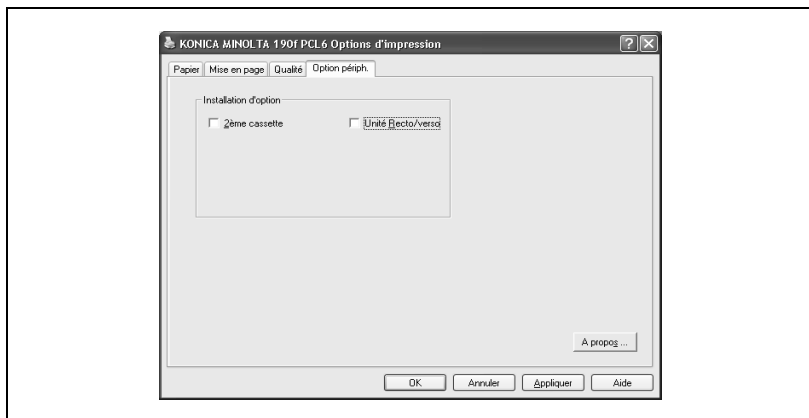 KONICA MINOLTA 190f PCL6 Options d'impression
Papier Mise en page Qualité Option périph.
Installation d'option
2ème cassette Unité Recto/verso
A propos ...
OK Annuler Appliquer Aide